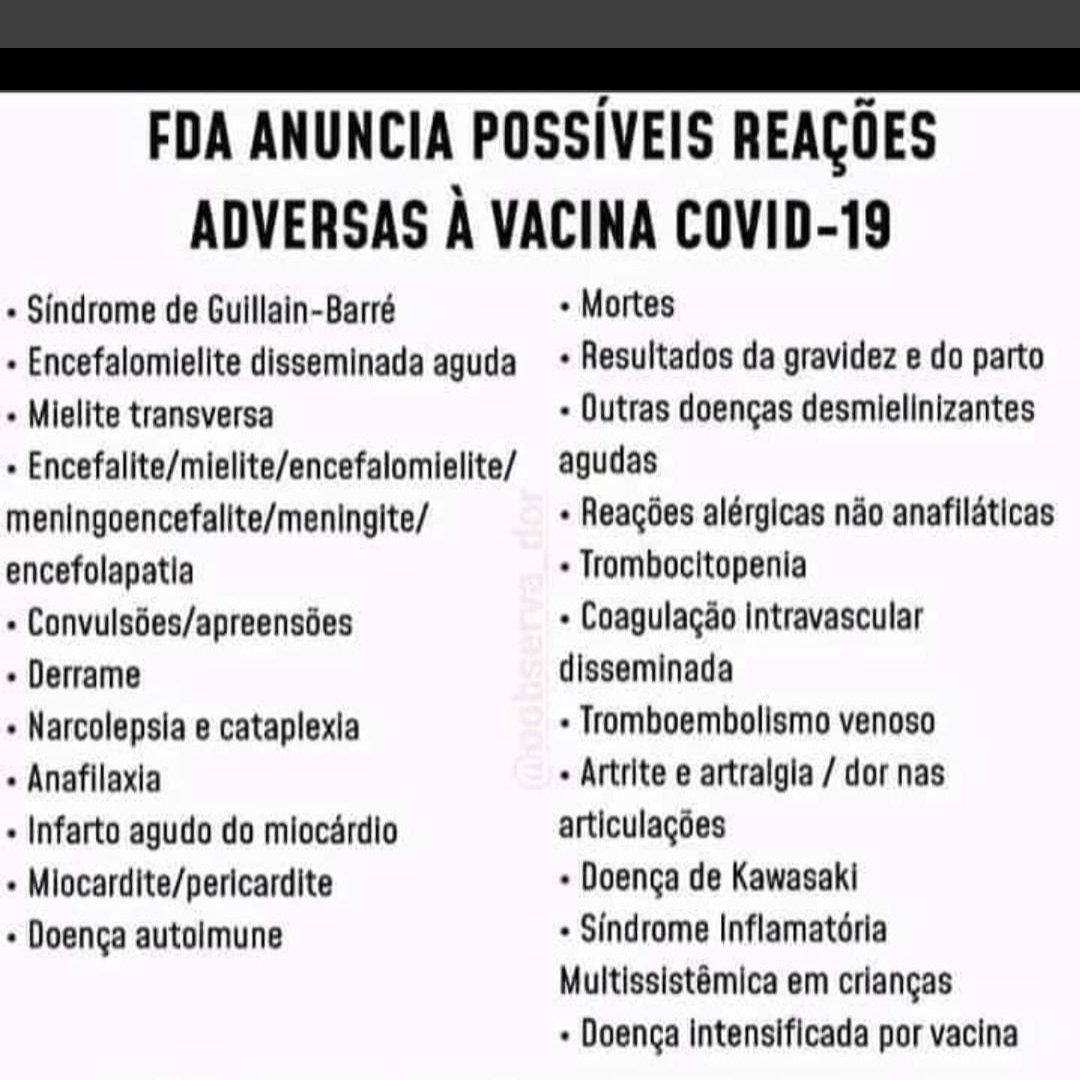 FDA ANUNCIA POSSÍVEIS REAÇÕES
ADVERSAS À VACINA COVID-19
• Síndrome de Guillain-Barré
• Encefalomielite disseminada aguda
• Mielite transversa
• Encefalite/mielite/encefalomielite/
meningoencefalite/meningite/
encefolapatia
• Convulsões/apreensões
• Derrame
• Narcolepsia e cataplexia
• Anafilaxia
• Infarto agudo do miocárdio
• Miocardite/pericardite
• Doença autoimune
• Mortes
• Resultados da gravidez e do parto
• Outras doenças desmielinizantes
agudas
• Reações alérgicas não anafiláticas
• Trombocitopenia
• Coagulação intravascular
disseminada
• Tromboembolismo venoso
• Artrite e artralgia / dor nas
articulações
• Doença de Kawasaki
• Síndrome Inflamatória
Multissistêmica em crianças
• Doença intensificada por vacina
@oobserva_dor